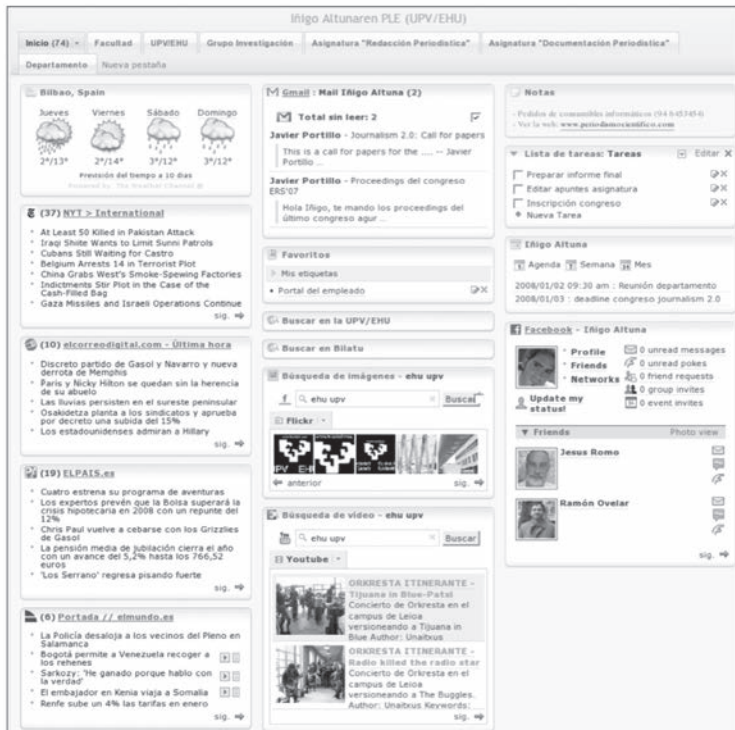 Iñigo Altunaren PLE (UPV/EHU)
Inicio (74) Facultad UPV/EHU Grupo Investigación Asignatura "Redacción Periodística" Asignatura "Documentación Periodística"
Departamento Nueva pestaña
Bilbao, Spain
Jueves Viernes Sábado Domingo
2°/13° 2°/14° 3°/12° 3°/12°
Previsión del tiempo a 10 días
Powered by The Weather Channel
(37) NYT > International
At Least 50 Killed in Pakistan Attack
Iraqi Shiite Wants to Limit Sunni Patrols
Cubans Still Waiting for Castro
Belgium Arrests 14 in Terrorist Plot
China Grabs West's Smoke-Spewing Factories
Indictments Stir Plot in the Case of the
Cash-Filled Bag
Gaza Missiles and Israeli Operations Continue
sig.
(10) elcorreodigital.com - Última hora
Discreto partido de Gasol y Navarro y nueva
derrota de Memphis
Paris y Nicky Hilton se quedan sin la herencia
de su abuelo
Las lluvias persisten en el sureste peninsular
Osakidetza planta a los sindicatos y aprueba
por decreto una subida del 15%
Los estadounidenses admiran a Hillary
sig.
(19) ELPAIS.es
Cuatro estrena su programa de aventuras
Los expertos prevén que la Bolsa superará la
crisis hipotecaria en 2008 con un repunte del
12%
Chris Paul vuelve a cebarse con los Grizzlies
de Gasol
La pensión media de jubilación cierra el año
con un avance del 5,2% hasta los 766,52
euros
'Los Serrano' regresa pisando fuerte
sig.
(6) Portada // elmundo.es
La Policía desaloja a los vecinos del Pleno en
Salamanca
Bogotá permite a Venezuela recoger a
los rehenes
Sarkozy: 'He ganado porque hablo con
la verdad'
El embajador en Kenia viaja a Somalia
Renfe sube un 4% las tarifas en enero
sig.
Gmail : Mail Iñigo Altuna (2)
Total sin leer: 2
Javier Portillo - Journalism 2.0: Call for papers
This is a call for papers for the ..... -- Javier
Portillo ...
Javier Portillo - Proceedings del congreso
ERS'07
Hola Iñigo, te mando los proceedings del
último congreso agur ...
Favoritos
Mis etiquetas
Portal del empleado
Buscar en la UPV/EHU
Buscar en Bilatu
Búsqueda de imágenes - ehu upv
ehu upv Buscar
Flickr
anterior sig.
Búsqueda de video - ehu upv
ehu upv Buscar
Youtube
ORKRESTA ITINERANTE -
Tijuana in Blue-Patxi
Concierto de Orkresta en el
campus de Leioa
versioneando a Tijuana in
Blue Author: Unaitxus
ORKRESTA ITINERANTE -
Radio killed the radio star
Concierto de Orkresta en el
campus de Leioa
versioneando a The Buggles.
Author: Unaitxus Keywords:
sig.
Notas
- Pedidos de consumibles informáticos (94 6453454)
- Ver la web: www.periodismocientifico.com
Lista de tareas: Tareas Editar
Preparar informe final
Editar apuntes asignatura
Inscripción congreso
Nueva Tarea
Iñigo Altuna
Agenda Semana Mes
2008/01/02 09:30 am : Reunión departamento
2008/01/03 : deadline congreso journalism 2.0
Facebook - Iñigo Altuna
Profile
Friends
Networks
Update my
status!
0 unread messages
0 unread pokes
0 friend requests
0 group invites
0 event invites
Friends Photo view
Jesus Romo
Ramón Ovelar
sig.